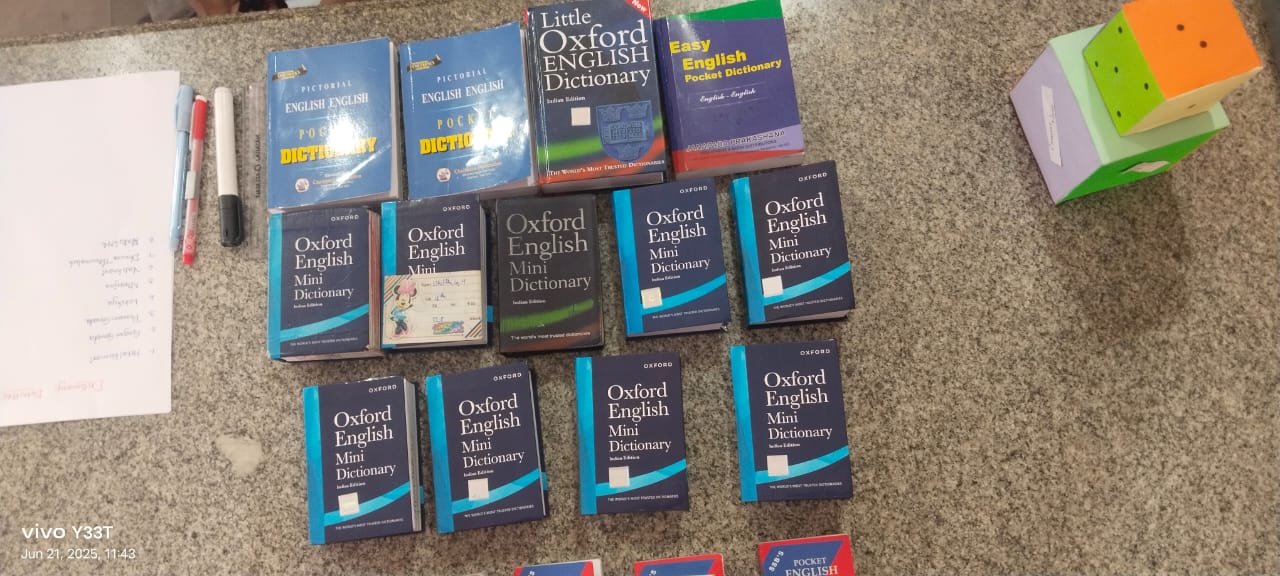 PICTORIAL
ENGLISH ENGLISH
POCKET
DICTIONARY
PICTORIAL
ENGLISH ENGLISH
POCKET
DICTIONARY
New
Little
Oxford
ENGLISH
Dictionary
Indian Edition
THE WORLD'S MOST TRUSTED DICTIONARIES
Easy
English
Pocket Dictionary
English - English
JANAPADA PRAKASHANA
OXFORD
Oxford
English
Mini
Dictionary
Indian Edition
THE WORLD'S MOST TRUSTED DICTIONARIES
OXFORD
Oxford
English
Mini
Oxford
English
Mini
Dictionary
Indian Edition
The world's most trusted dictionaries
OXFORD
Oxford
English
Mini
Dictionary
Indian Edition
THE WORLD'S MOST TRUSTED DICTIONARIES
OXFORD
Oxford
English
Mini
Dictionary
Indian Edition
THE WORLD'S MOST TRUSTED DICTIONARIES
OXFORD
Oxford
English
Mini
Dictionary
Indian Edition
THE WORLD'S MOST TRUSTED DICTIONARIES
OXFORD
Oxford
English
Mini
Dictionary
Indian Edition
THE WORLD'S MOST TRUSTED DICTIONARIES
OXFORD
Oxford
English
Mini
Dictionary
Indian Edition
THE WORLD'S MOST TRUSTED DICTIONARIES
OXFORD
Oxford
English
Mini
Dictionary
Indian Edition
THE WORLD'S MOST TRUSTED DICTIONARIES
SSB'S
POCKET
ENGLISH
vivo Y33T
Jun 21, 2025, 11:43